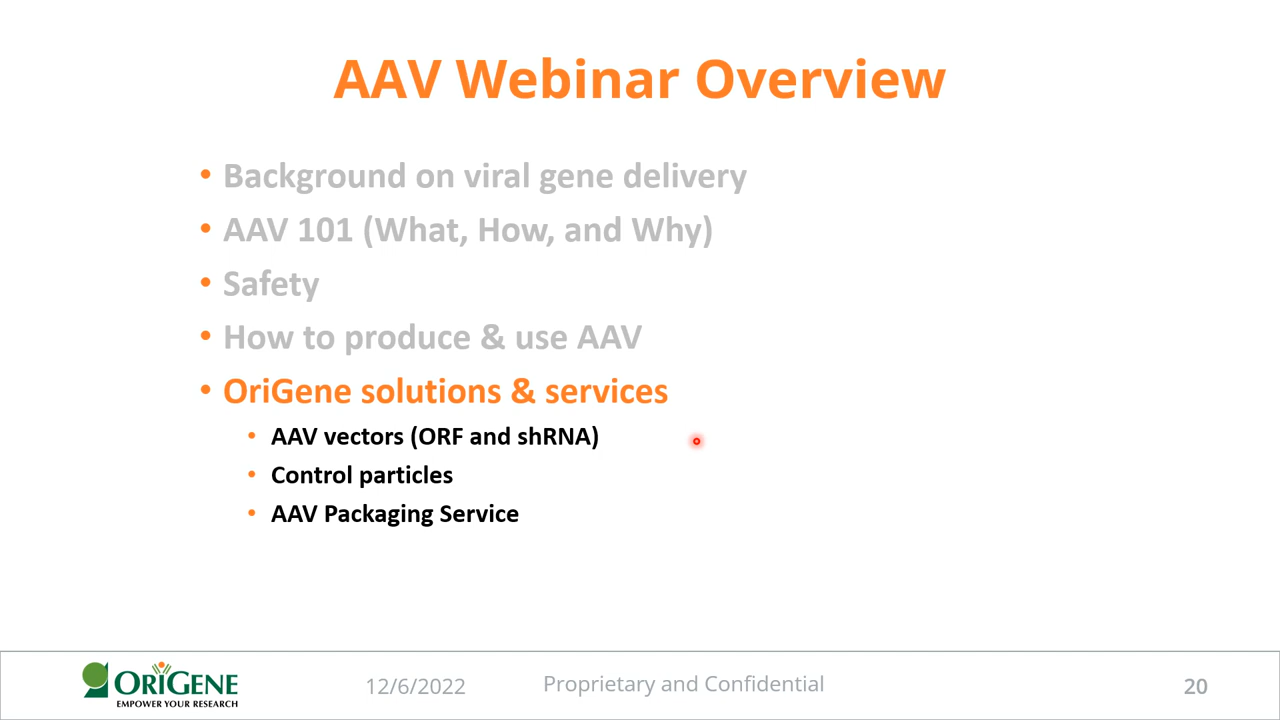 AAV Webinar Overview
• Background on viral gene delivery
• AAV 101 (What, How, and Why)
• Safety
• How to produce & use AAV
• OriGene solutions & services
• AAV vectors (ORF and shRNA)
• Control particles
• AAV Packaging Service
ORIGENE
EMPOWER YOUR RESEARCH
12/6/2022
Proprietary and Confidential
20